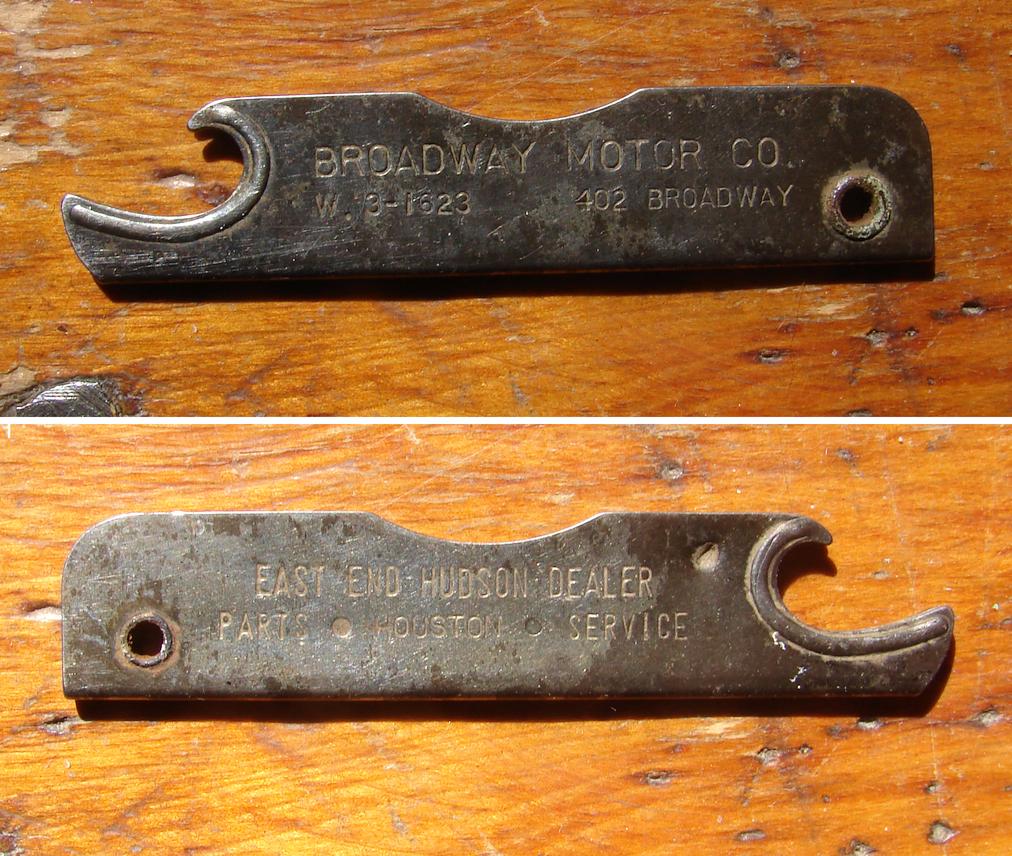 BROADWAY MOTOR CO.
W. 3-1623 402 BROADWAY
EAST END HUDSON DEALER
PARTS • HOUSTON • SERVICE